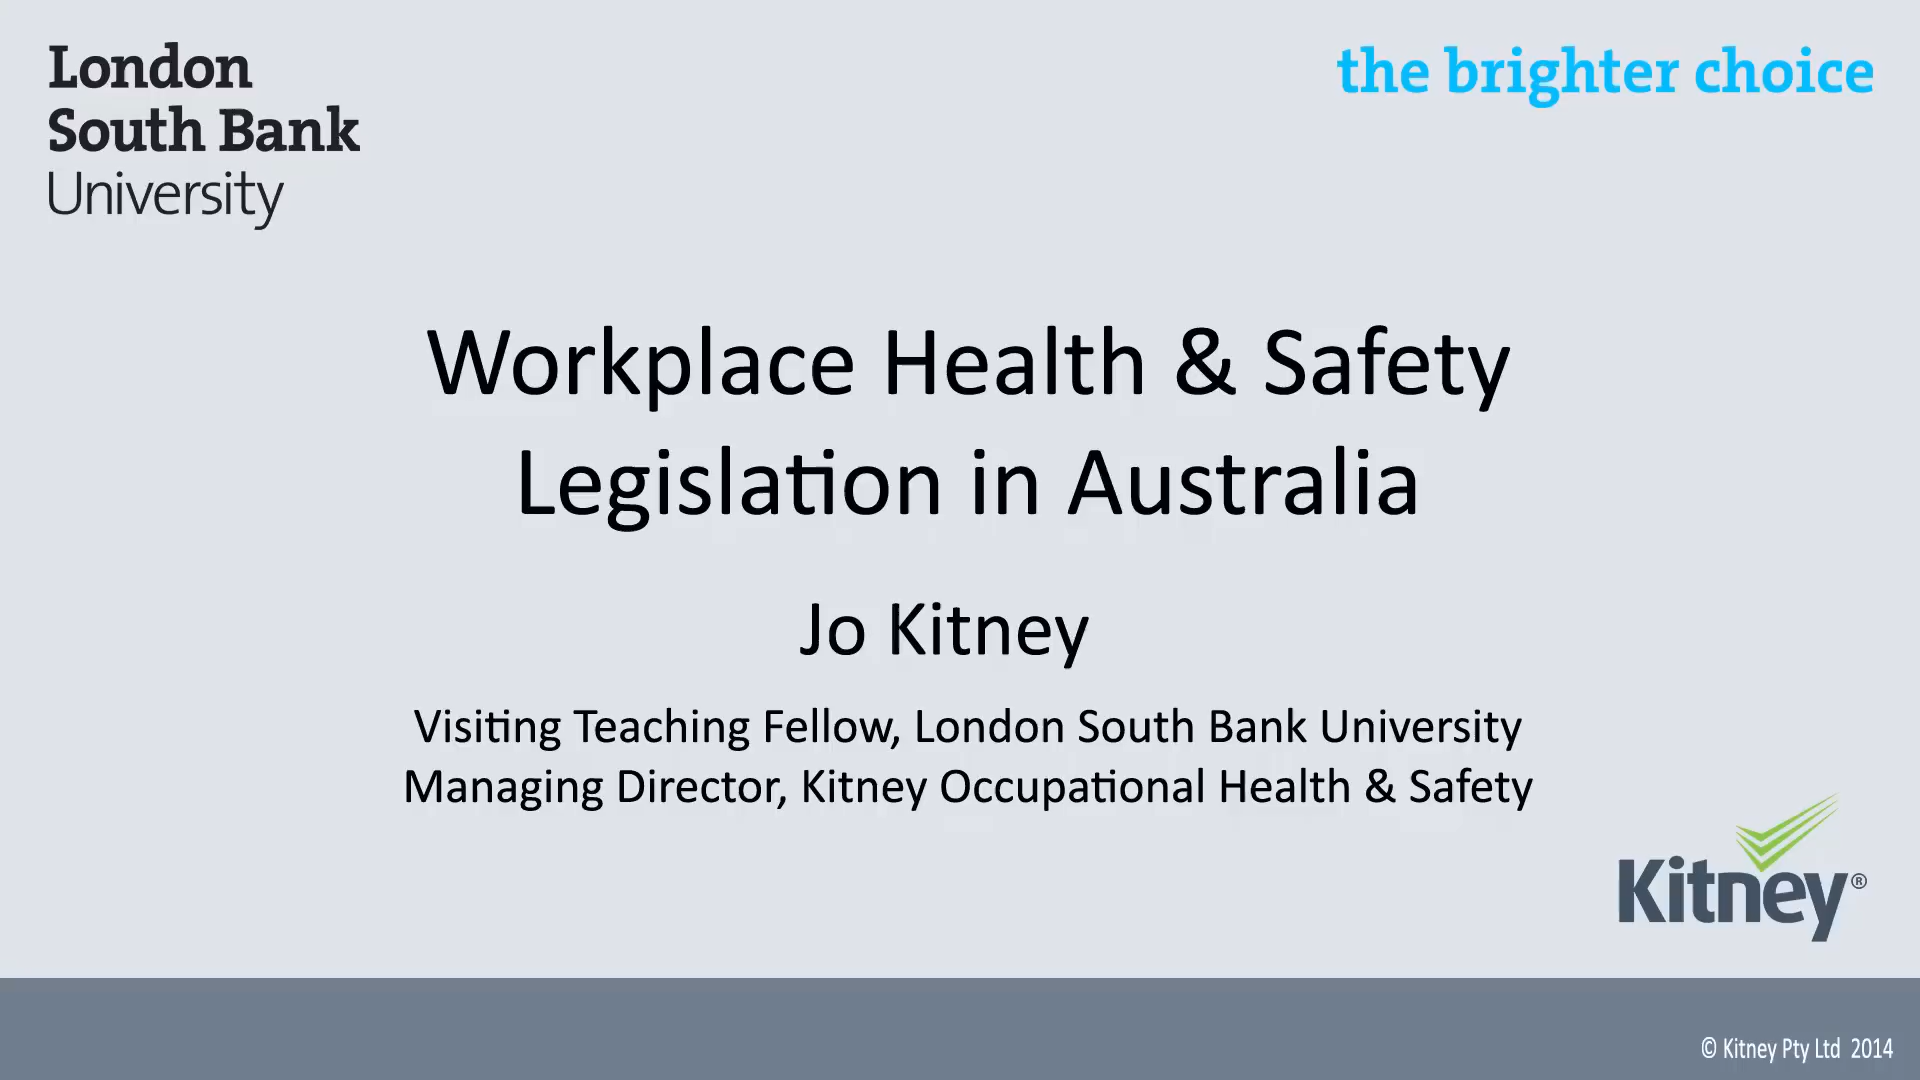 London
South Bank
University
the brighter choice
Workplace Health & Safety
Legislation in Australia
Jo Kitney
Visiting Teaching Fellow, London South Bank University
Managing Director, Kitney Occupational Health & Safety
Kitney®
© Kitney Pty Ltd 2014